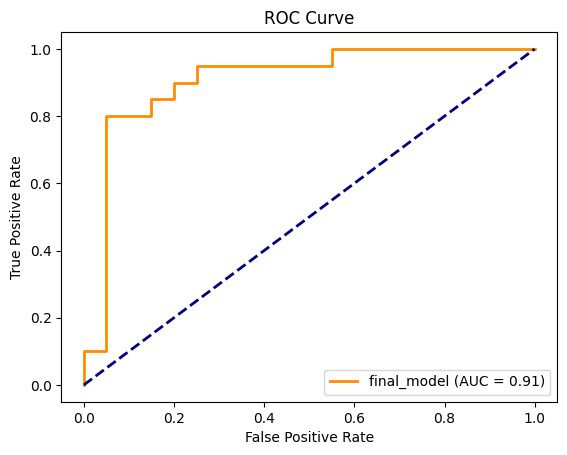 ROC Curve
True Positive Rate
1.0
0.8
0.6
0.4
0.2
0.0
0.0 0.2 0.4 0.6 0.8 1.0
False Positive Rate
final_model (AUC = 0.91)